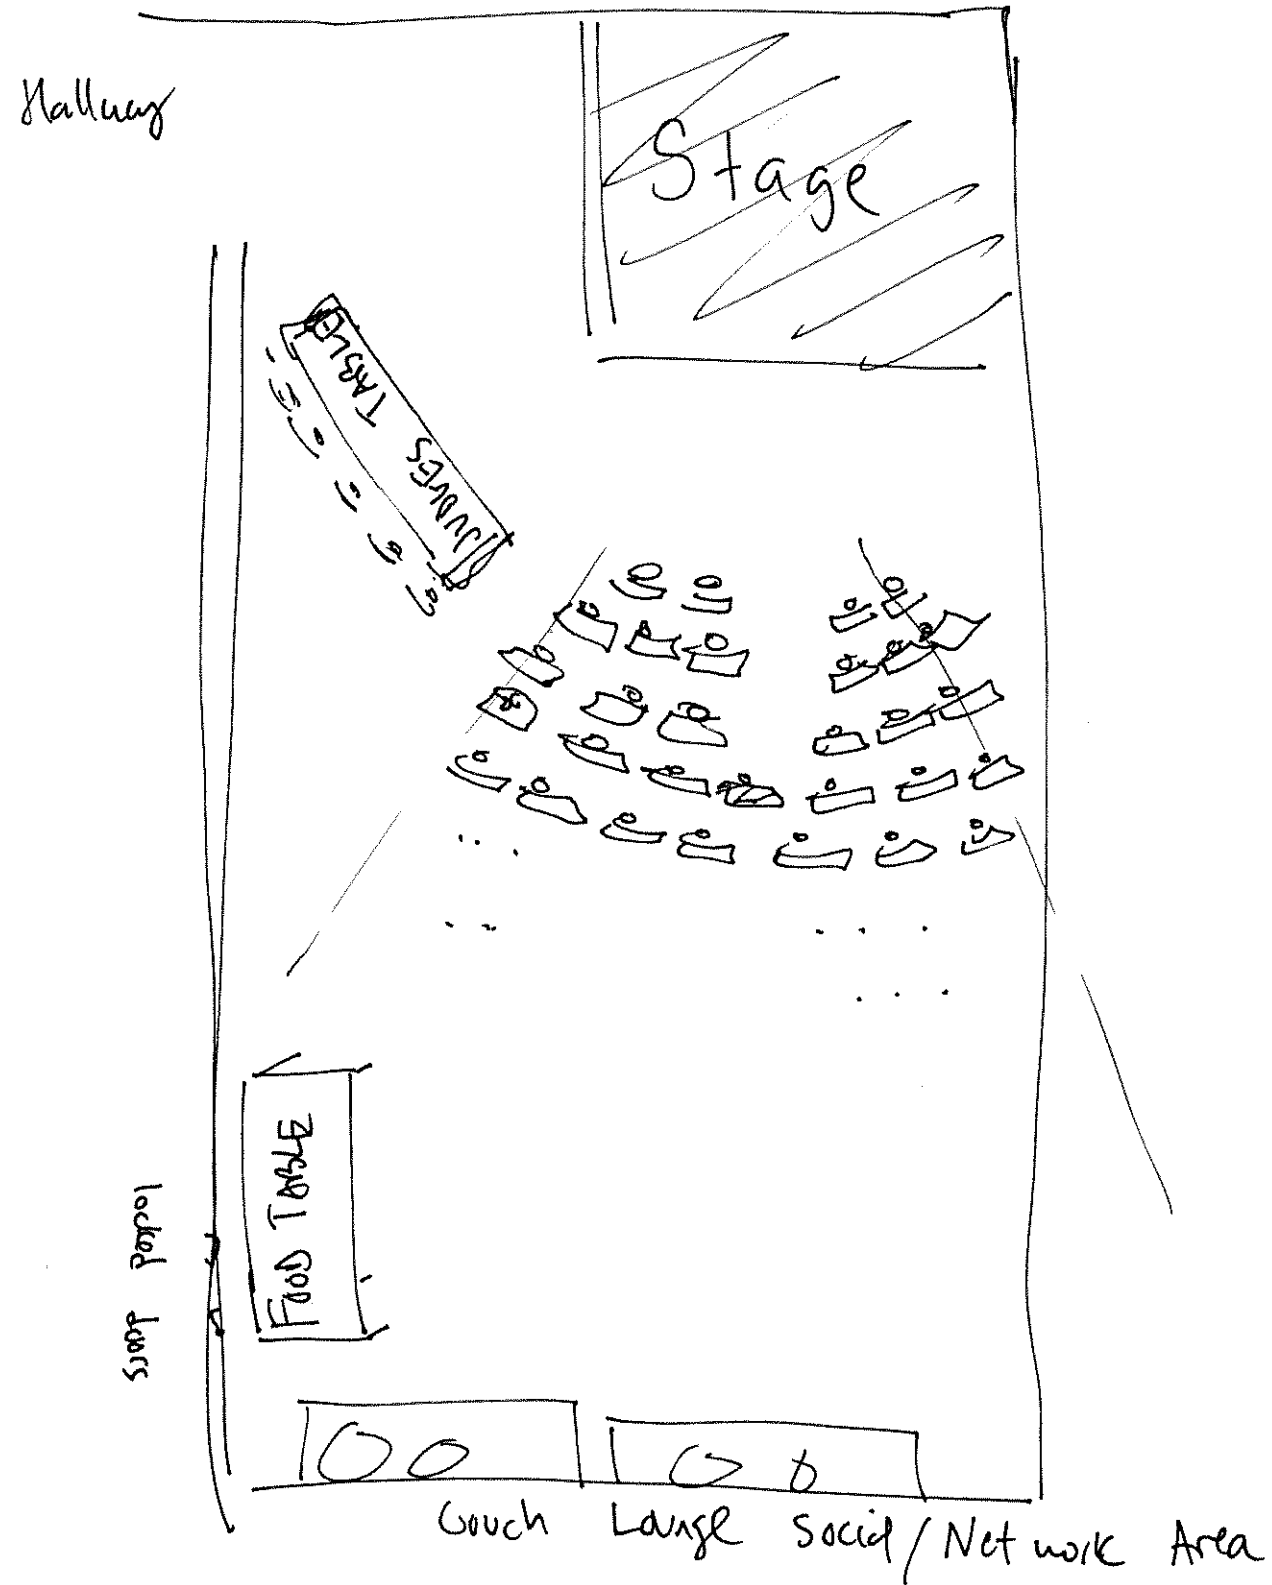 Hallway
Stage
JUDGES TABLE
FOOD TABLE
locked doors
Couch Lounge Social/Network Area